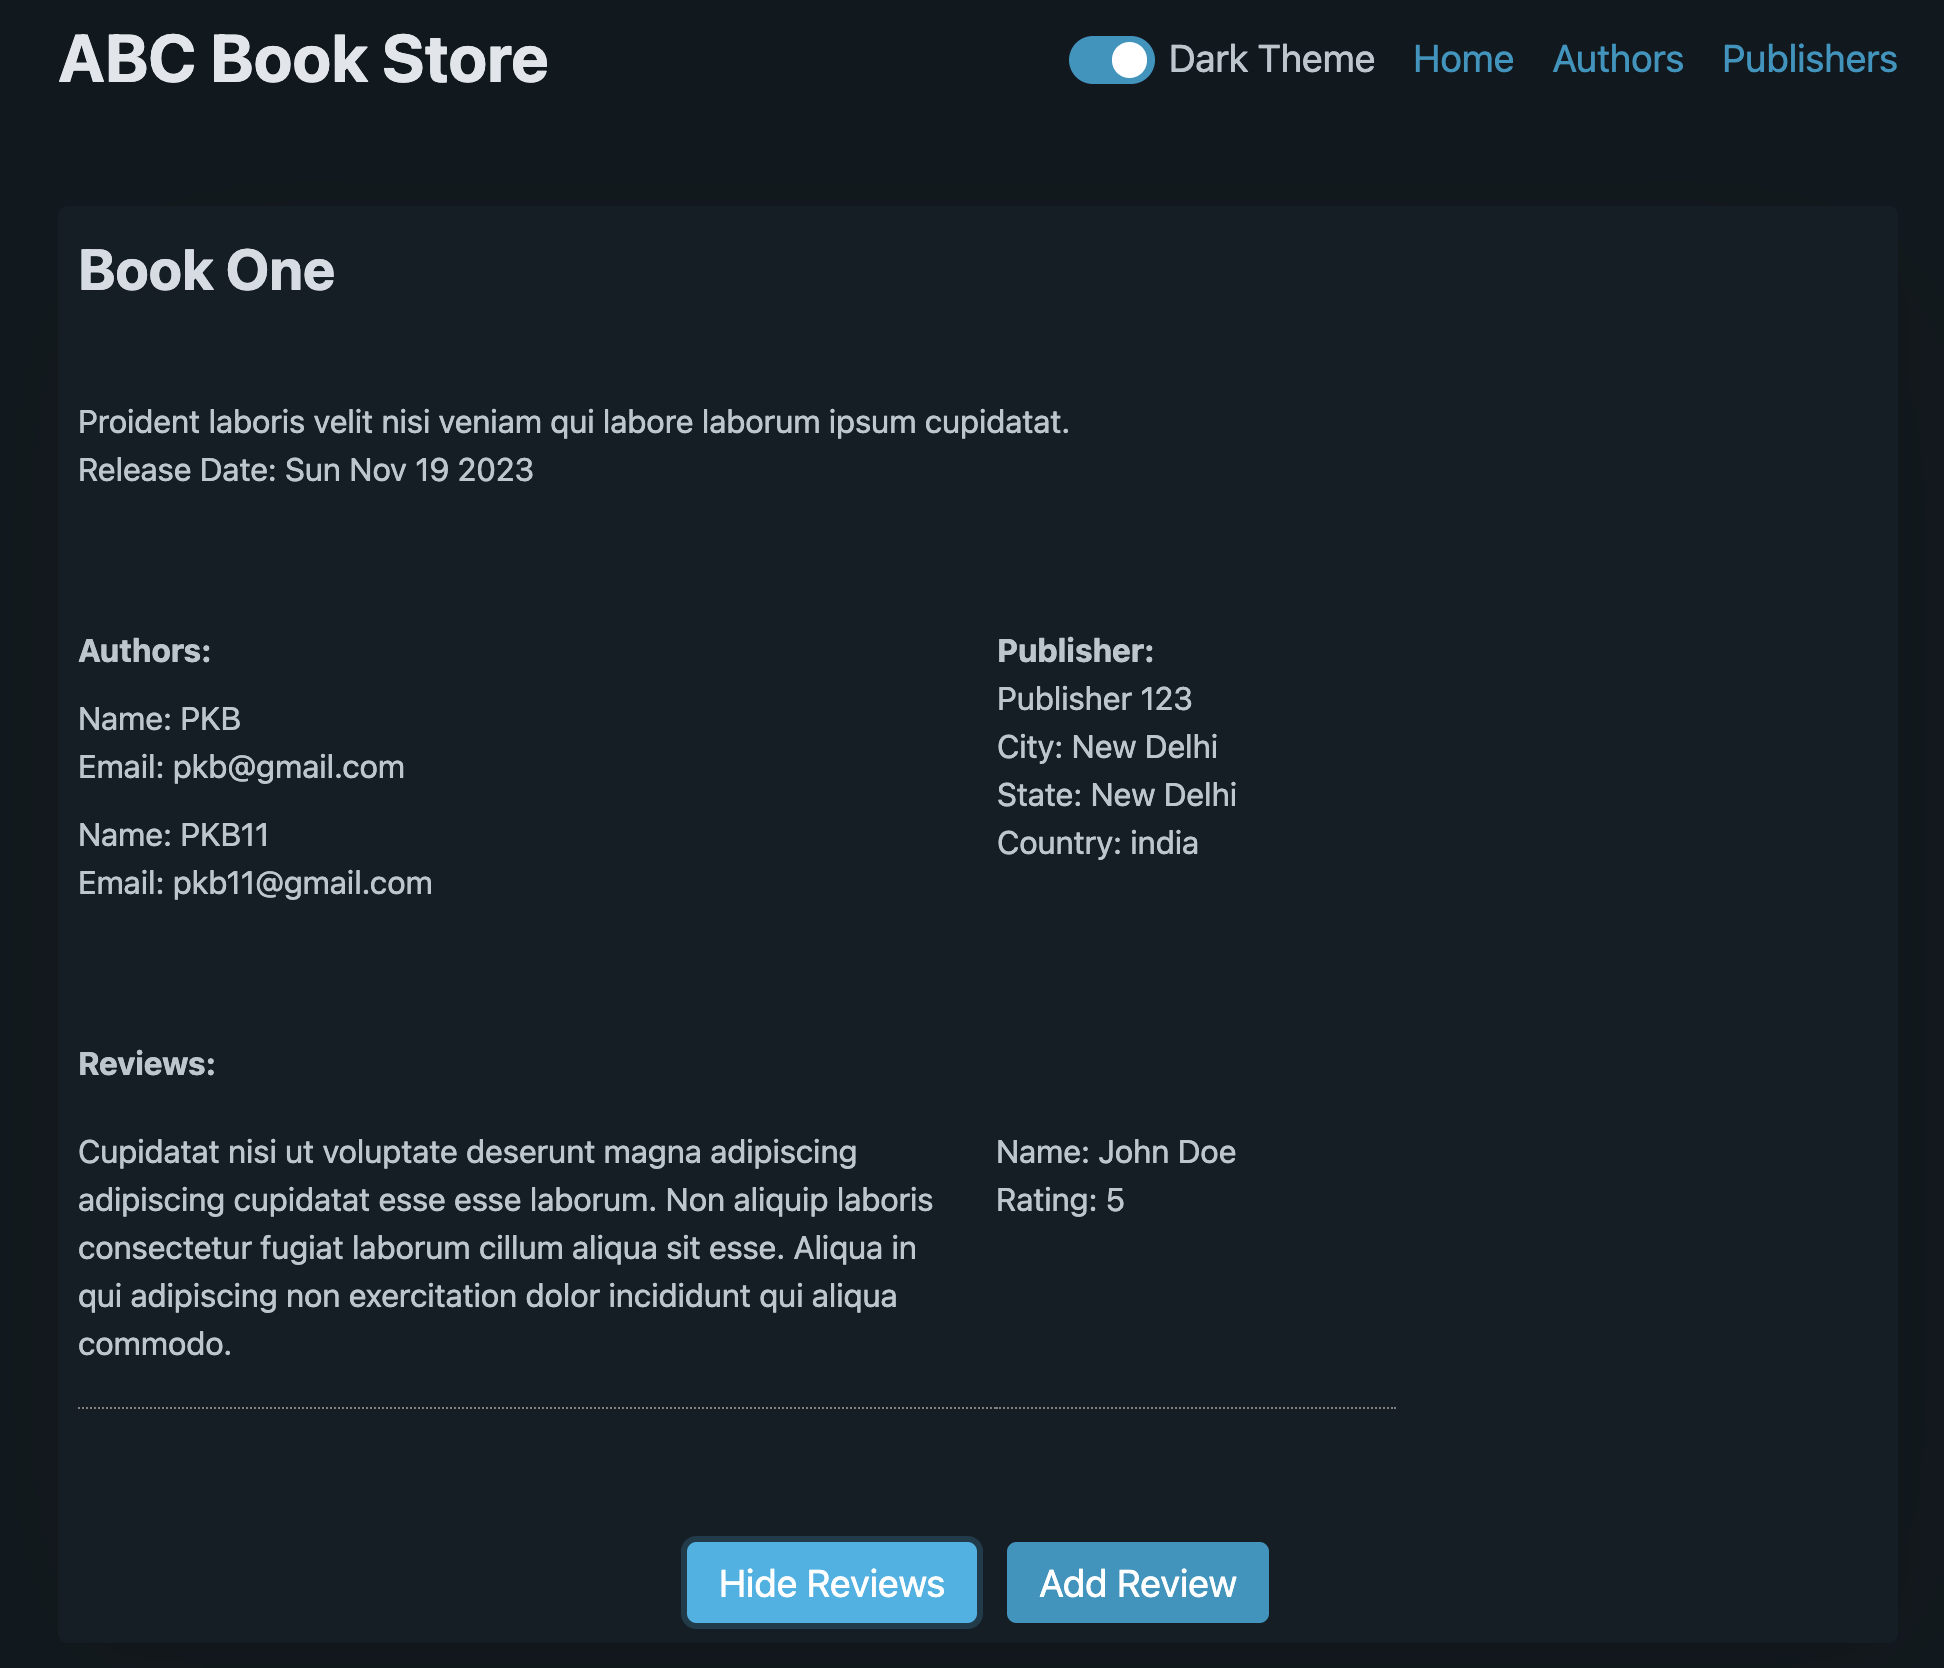 ABC Book Store
Dark Theme Home Authors Publishers
Book One
Proident laboris velit nisi veniam qui labore laborum ipsum cupidatat.
Release Date: Sun Nov 19 2023
Authors:
Name: PKB
Email: pkb@gmail.com
Name: PKB11
Email: pkb11@gmail.com
Publisher:
Publisher 123
City: New Delhi
State: New Delhi
Country: india
Reviews:
Cupidatat nisi ut voluptate deserunt magna adipiscing
adipiscing cupidatat esse esse laborum. Non aliquip laboris
consectetur fugiat laborum cillum aliqua sit esse. Aliqua in
qui adipiscing non exercitation dolor incididunt qui aliqua
commodo.
Name: John Doe
Rating: 5
Hide Reviews
Add Review